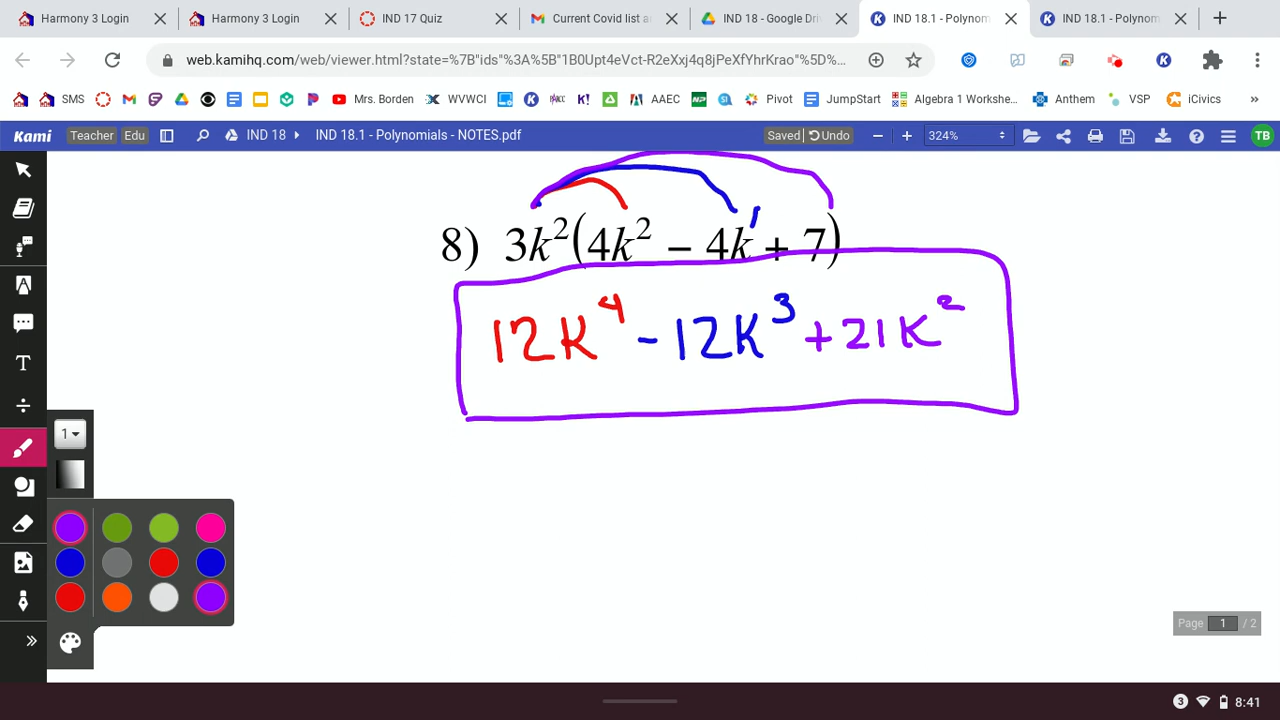 Harmony 3 Login
Harmony 3 Login
IND 17 Quiz
Current Covid list a
IND 18 - Google Dri
IND 18.1 - Polynom
IND 18.1 - Polynom
web.kamihq.com/web/viewer.html?state=%7B"ids"%3A%5B"1B0Upt4eVct-R2eXxj4q8jPeXfYhrKrao"%5D%...
SMS
Mrs. Borden
WVWCI
K!
AAEC
NP
Pivot
JumpStart
Algebra 1 Workshe...
Anthem
VSP
iCivics
»
Kami Teacher Edu IND 18 IND 18.1 - Polynomials - NOTES.pdf Saved Undo 324% TB
8) 3k²(4k² – 4k' + 7)
12K⁴ - 12K³ + 21K²
1
Page 1 / 2
3 8:41